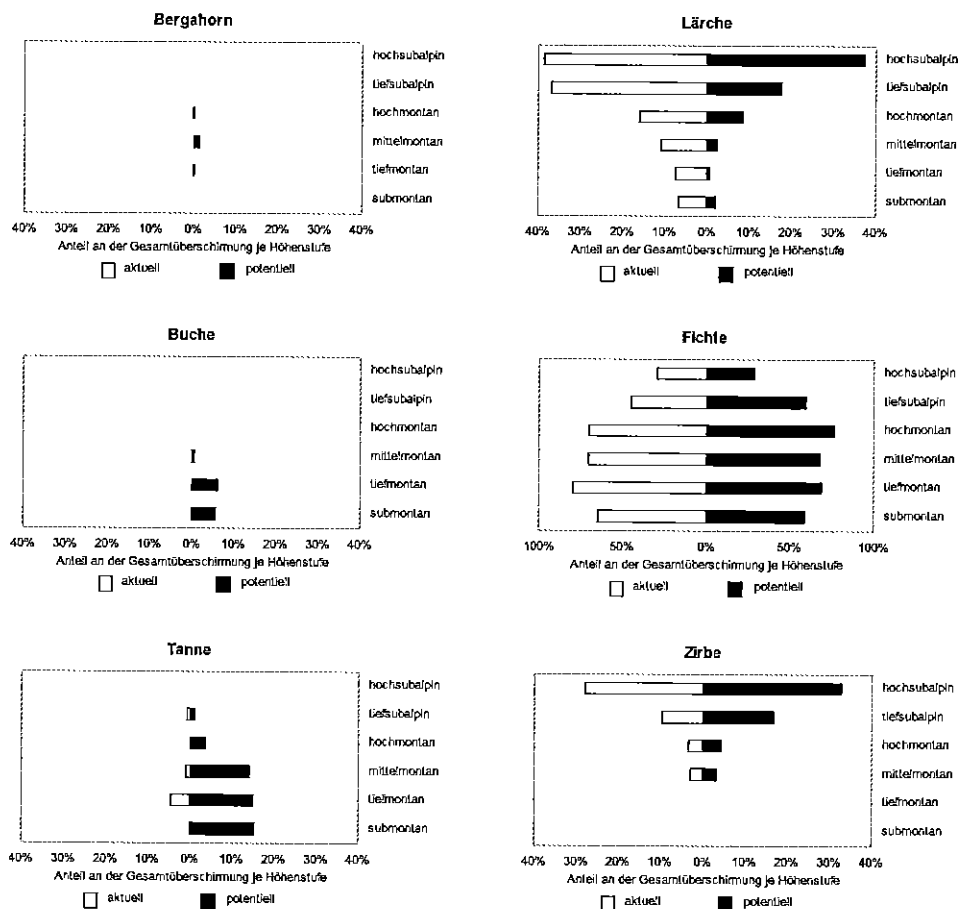 Bergahorn
hochsubalpin
tiefsubalpin
hochmontan
mittelmontan
tiefmontan
submontan
40% 30% 20% 10% 0% 10% 20% 30% 40%
Anteil an der Gesamtüberschirmung je Höhenstufe
aktuell potentiell
Lärche
hochsubalpin
tiefsubalpin
hochmontan
mittelmontan
tiefmontan
submontan
40% 30% 20% 10% 0% 10% 20% 30% 40%
Anteil an der Gesamtüberschirmung je Höhenstufe
aktuell potentiell
Buche
hochsubalpin
tiefsubalpin
hochmontan
mittelmontan
tiefmontan
submontan
40% 30% 20% 10% 0% 10% 20% 30% 40%
Anteil an der Gesamtüberschirmung je Höhenstufe
aktuell potentiell
Fichte
hochsubalpin
tiefsubalpin
hochmontan
mittelmontan
tiefmontan
submontan
100% 50% 0% 50% 100%
Anteil an der Gesamtüberschirmung je Höhenstufe
aktuell potentiell
Tanne
hochsubalpin
tiefsubalpin
hochmontan
mittelmontan
tiefmontan
submontan
40% 30% 20% 10% 0% 10% 20% 30% 40%
Anteil an der Gesamtüberschirmung je Höhenstufe
aktuell potentiell
Zirbe
hochsubalpin
tiefsubalpin
hochmontan
mittelmontan
tiefmontan
submontan
40% 30% 20% 10% 0% 10% 20% 30% 40%
Anteil an der Gesamtüberschirmung je Höhenstufe
aktuell potentiell